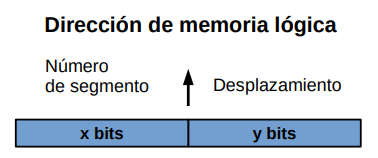 Dirección de memoria lógica
Número
de segmento
Desplazamiento
x bits
y bits